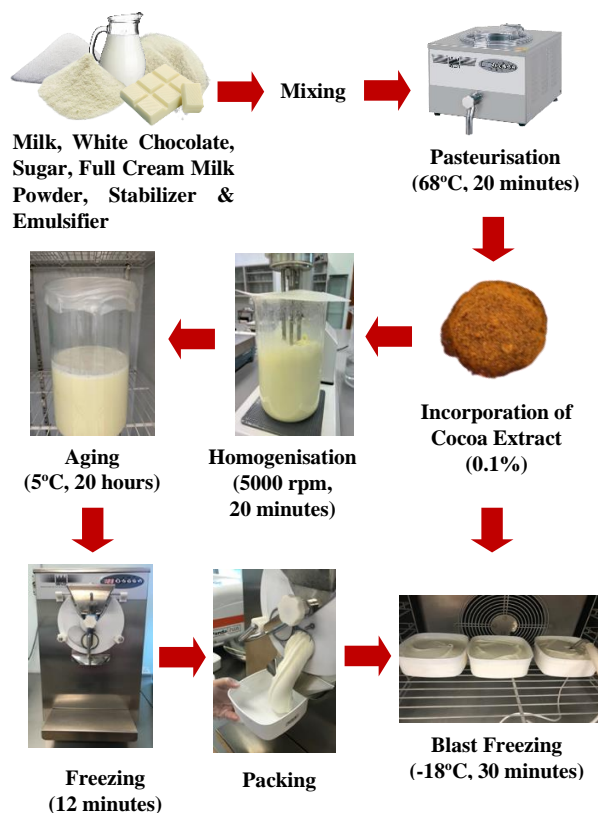 Mixing
Milk, White Chocolate,
Sugar, Full Cream Milk
Powder, Stabilizer &
Emulsifier
Pasteurisation
(68ºC, 20 minutes)
Incorporation of
Cocoa Extract
(0.1%)
Homogenisation
(5000 rpm,
20 minutes)
Aging
(5ºC, 20 hours)
Freezing
(12 minutes)
Packing
Blast Freezing
(-18ºC, 30 minutes)